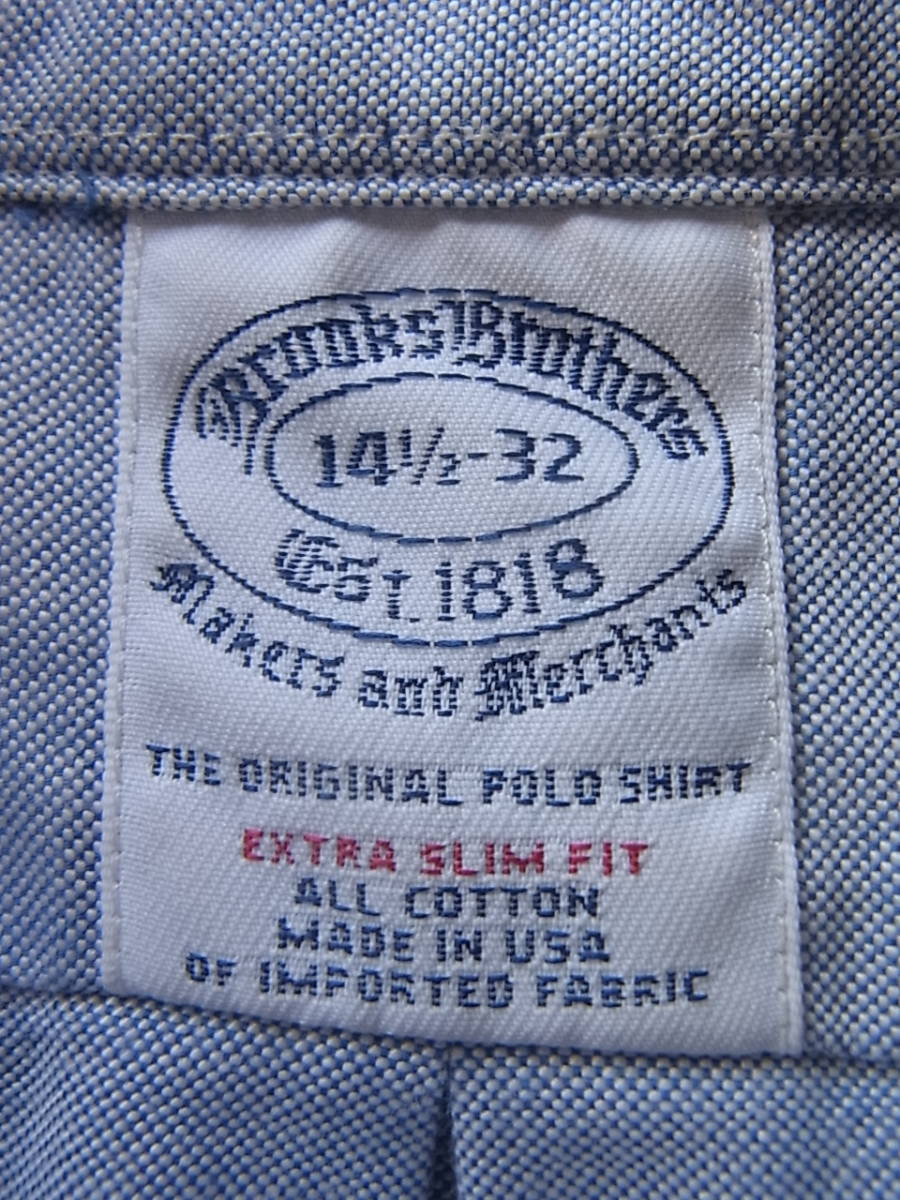 Brooks Brothers
14½-32
Est. 1818
Makers and Merchants
THE ORIGINAL POLO SHIRT
EXTRA SLIM FIT
ALL COTTON
MADE IN USA
OF IMPORTED FABRIC